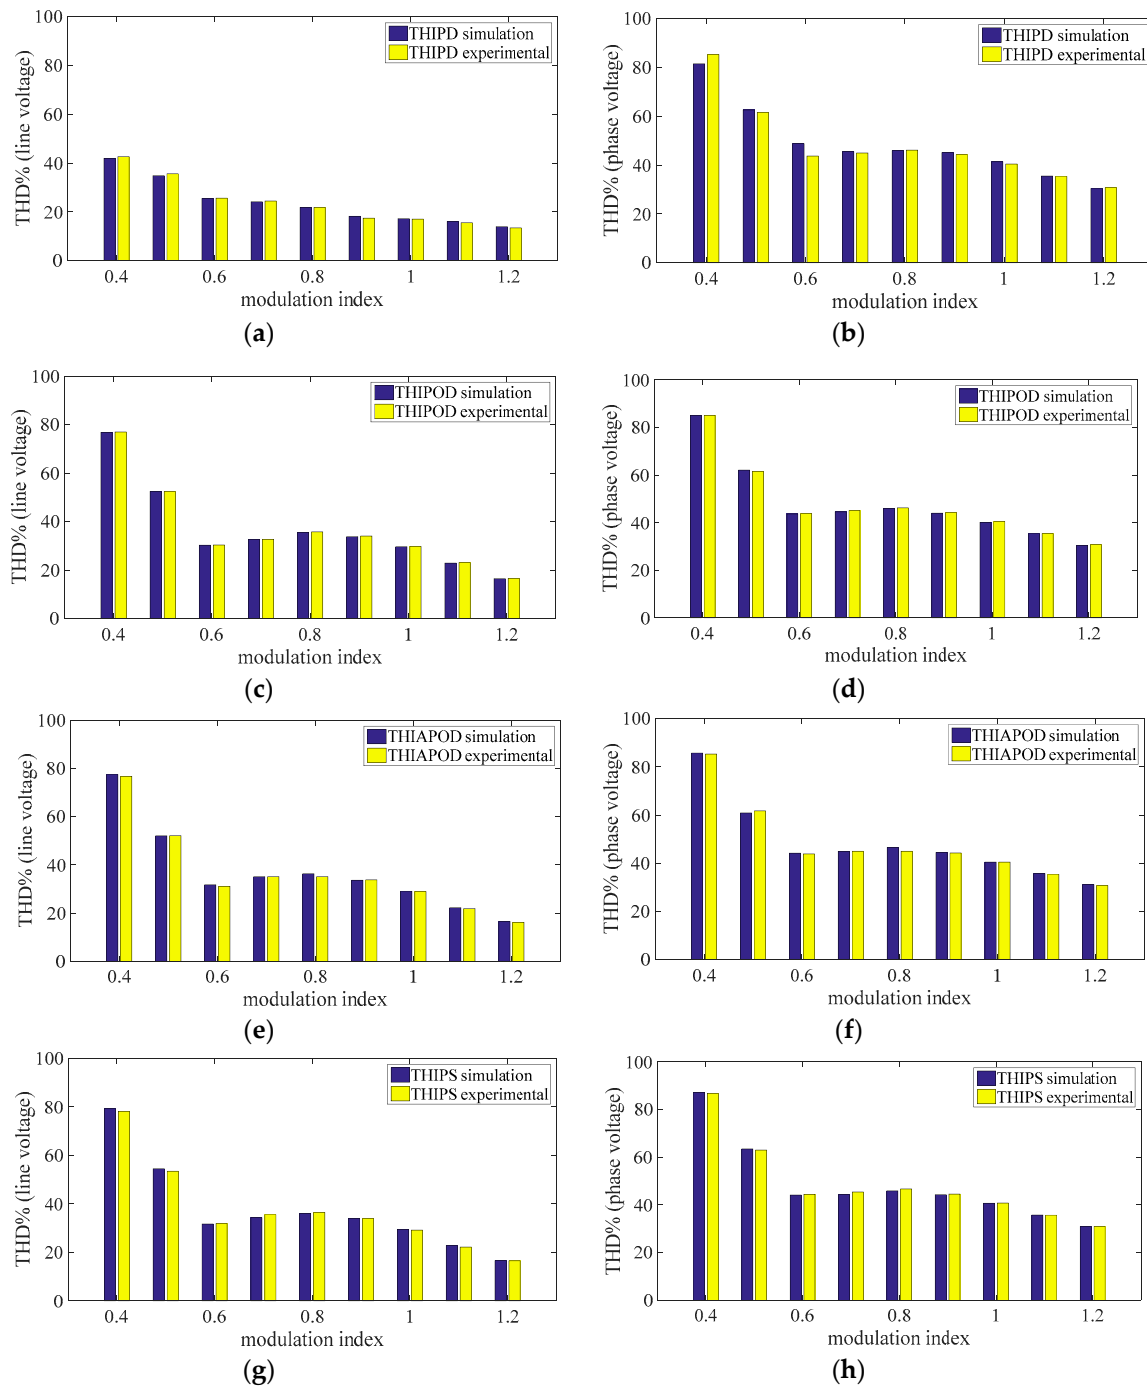 100
80
60
40
20
0
THD% (line voltage)
THIPD simulation
THIPD experimental
0.4 0.6 0.8 1 1.2
modulation index
(a)
100
80
60
40
20
0
THD% (phase voltage)
THIPD simulation
THIPD experimental
0.4 0.6 0.8 1 1.2
modulation index
(b)
100
80
60
40
20
0
THD% (line voltage)
THIPOD simulation
THIPOD experimental
0.4 0.6 0.8 1 1.2
modulation index
(c)
100
80
60
40
20
0
THD% (phase voltage)
THIPOD simulation
THIPOD experimental
0.4 0.6 0.8 1 1.2
modulation index
(d)
100
80
60
40
20
0
THD% (line voltage)
THIAPOD simulation
THIAPOD experimental
0.4 0.6 0.8 1 1.2
modulation index
(e)
100
80
60
40
20
0
THD% (phase voltage)
THIAPOD simulation
THIAPOD experimental
0.4 0.6 0.8 1 1.2
modulation index
(f)
100
80
60
40
20
0
THD% (line voltage)
THIPS simulation
THIPS experimental
0.4 0.6 0.8 1 1.2
modulation index
(g)
100
80
60
40
20
0
THD% (phase voltage)
THIPS simulation
THIPS experimental
0.4 0.6 0.8 1 1.2
modulation index
(h)